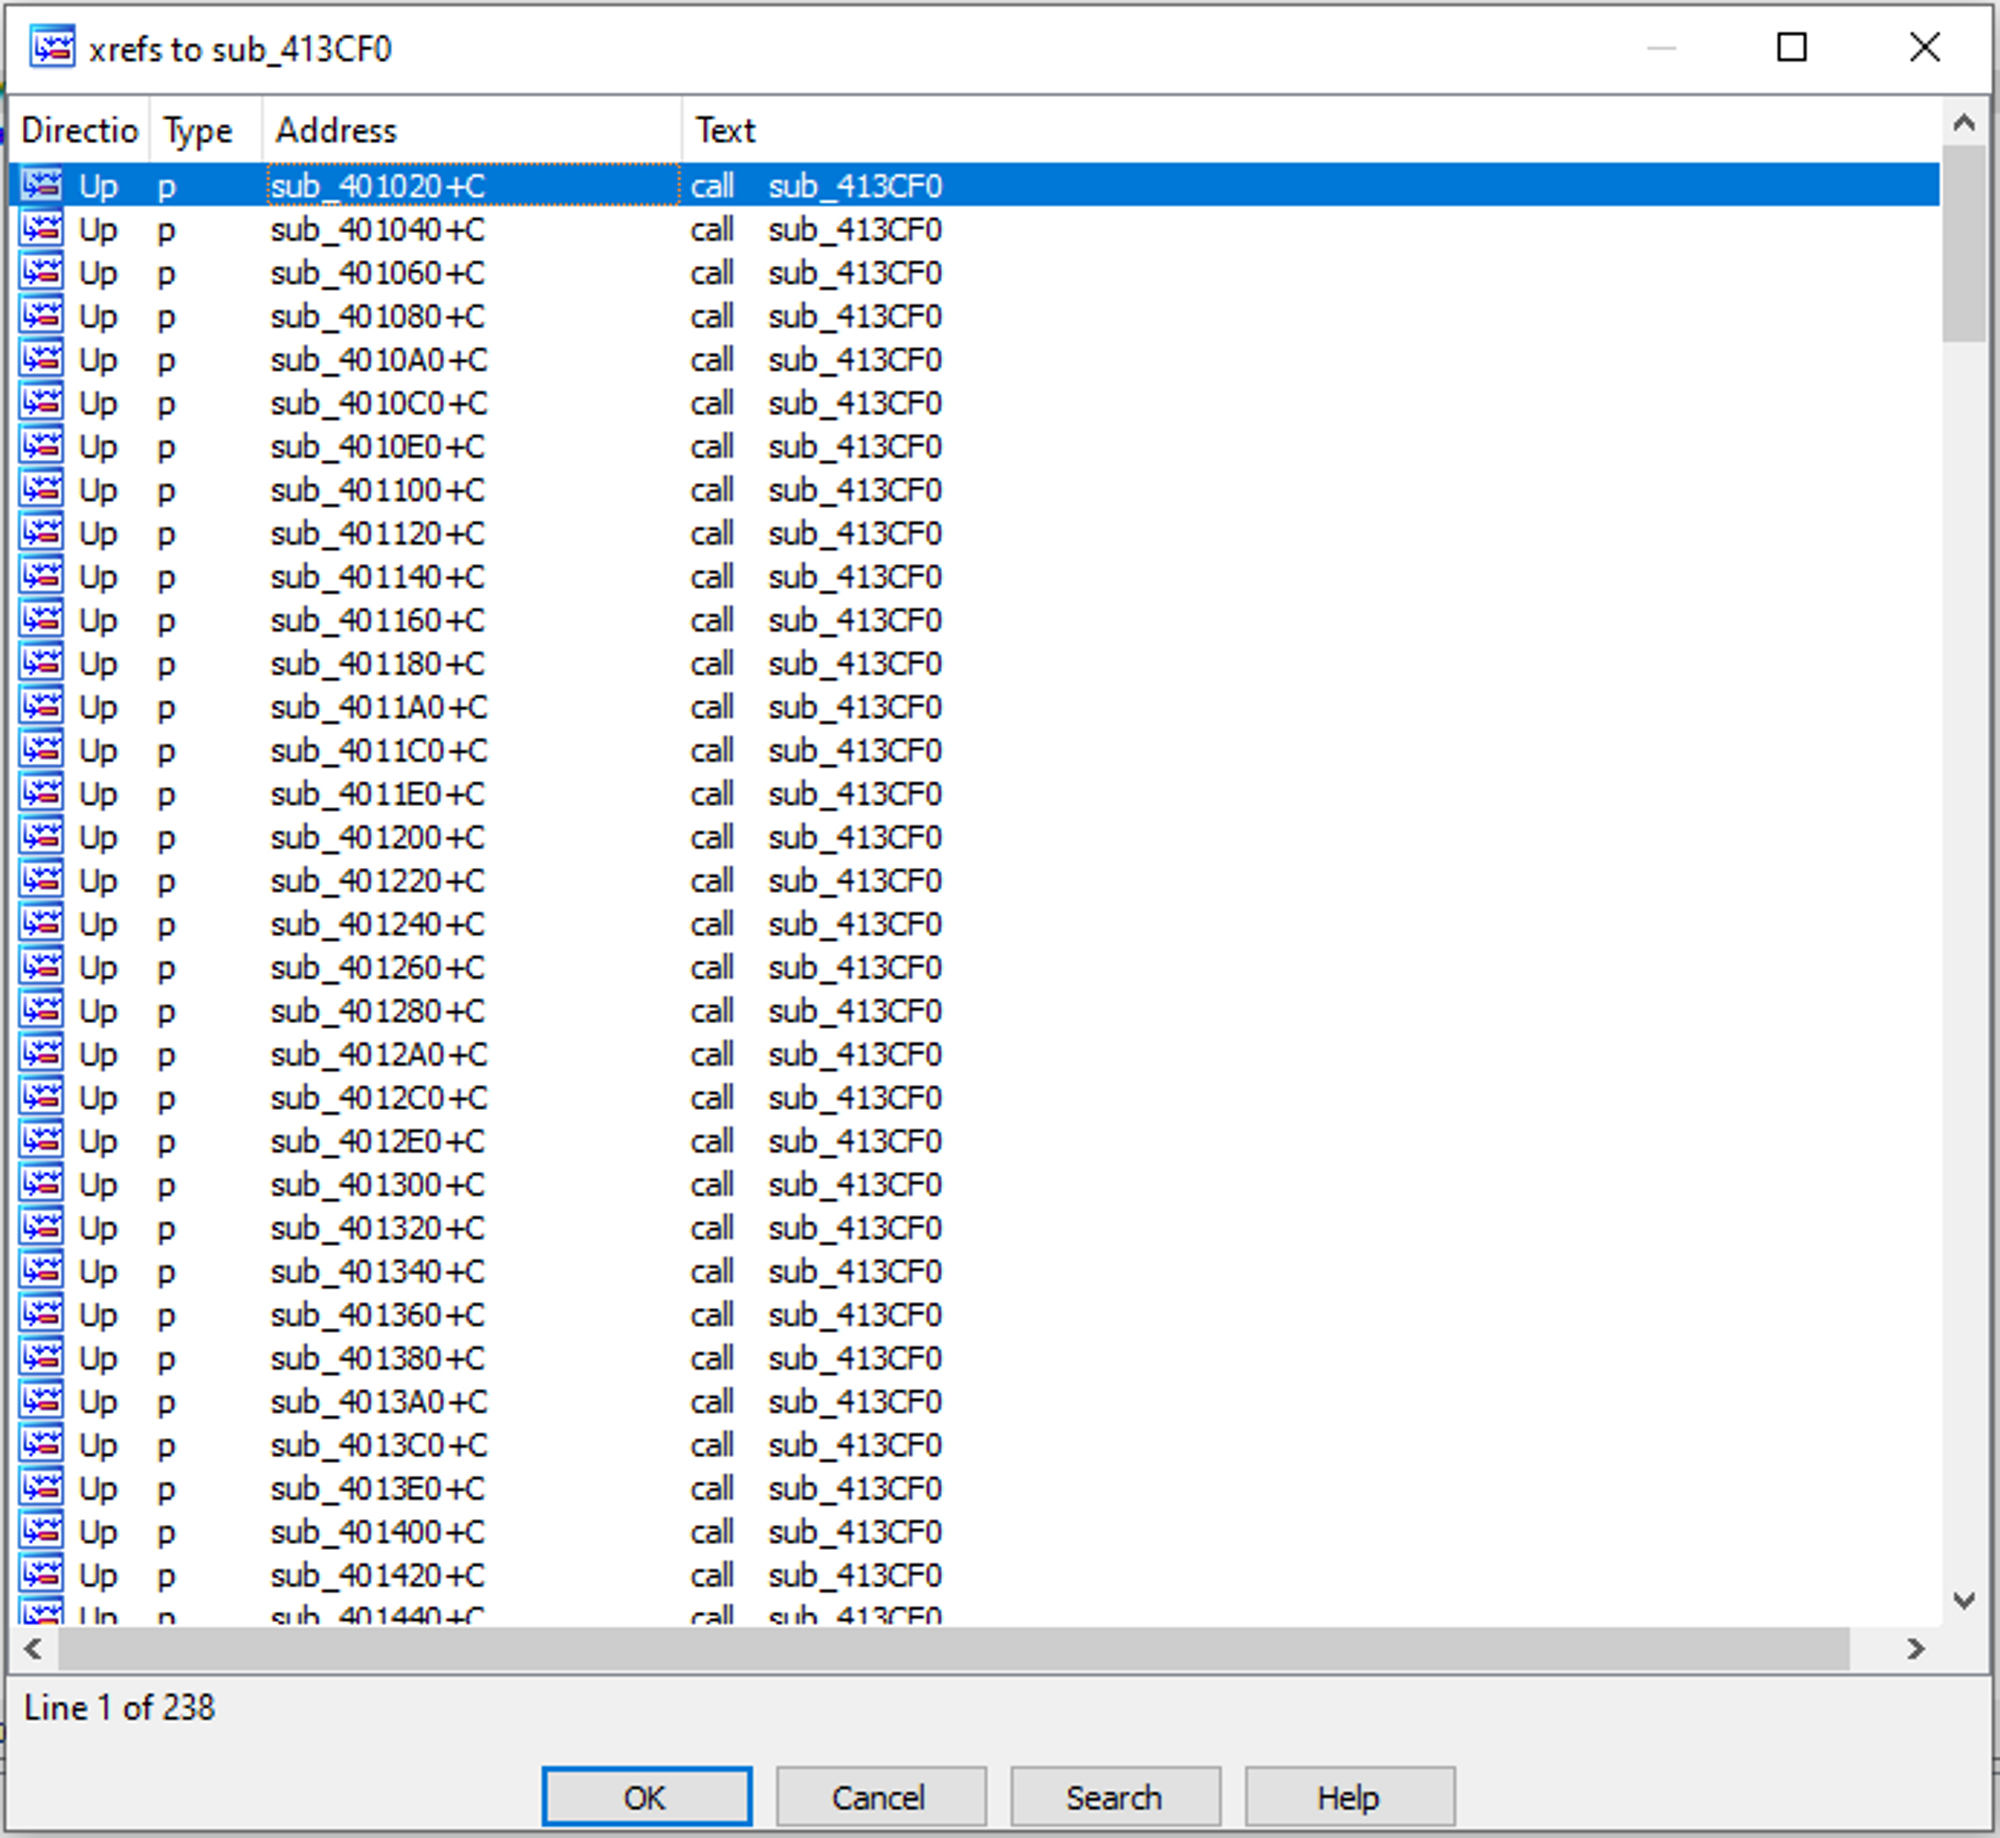 xrefs to sub_413CF0
Directio Type Address Text
Up p sub_401020+C call sub_413CF0
Up p sub_401040+C call sub_413CF0
Up p sub_401060+C call sub_413CF0
Up p sub_401080+C call sub_413CF0
Up p sub_4010A0+C call sub_413CF0
Up p sub_4010C0+C call sub_413CF0
Up p sub_4010E0+C call sub_413CF0
Up p sub_401100+C call sub_413CF0
Up p sub_401120+C call sub_413CF0
Up p sub_401140+C call sub_413CF0
Up p sub_401160+C call sub_413CF0
Up p sub_401180+C call sub_413CF0
Up p sub_4011A0+C call sub_413CF0
Up p sub_4011C0+C call sub_413CF0
Up p sub_4011E0+C call sub_413CF0
Up p sub_401200+C call sub_413CF0
Up p sub_401220+C call sub_413CF0
Up p sub_401240+C call sub_413CF0
Up p sub_401260+C call sub_413CF0
Up p sub_401280+C call sub_413CF0
Up p sub_4012A0+C call sub_413CF0
Up p sub_4012C0+C call sub_413CF0
Up p sub_4012E0+C call sub_413CF0
Up p sub_401300+C call sub_413CF0
Up p sub_401320+C call sub_413CF0
Up p sub_401340+C call sub_413CF0
Up p sub_401360+C call sub_413CF0
Up p sub_401380+C call sub_413CF0
Up p sub_4013A0+C call sub_413CF0
Up p sub_4013C0+C call sub_413CF0
Up p sub_4013E0+C call sub_413CF0
Up p sub_401400+C call sub_413CF0
Up p sub_401420+C call sub_413CF0
Up p sub_401440+C call sub_413CF0
Line 1 of 238
OK Cancel Search Help